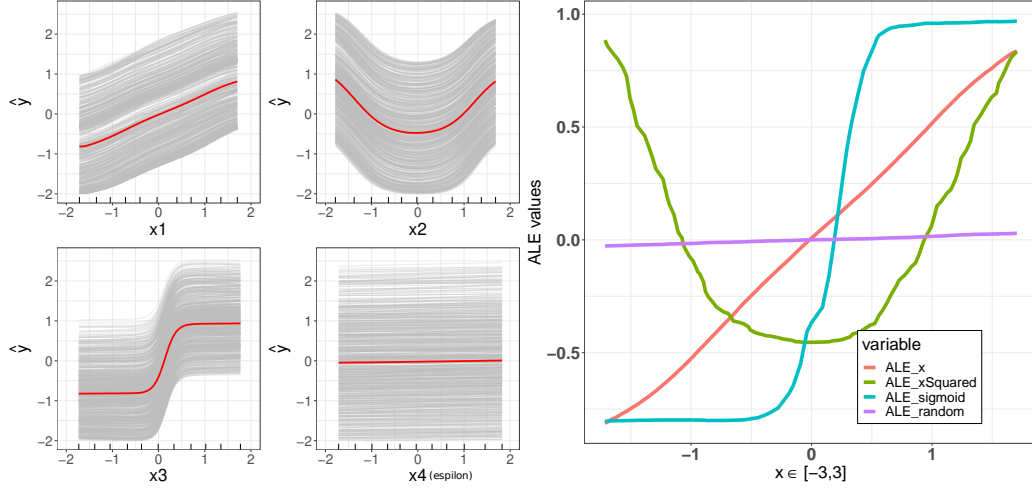 ŷ
2
1
0
−1
−2
−2 −1 0 1 2
x1
ŷ
2
1
0
−1
−2
−2 −1 0 1 2
x2
ŷ
2
1
0
−1
−2
−2 −1 0 1 2
x3
ŷ
2
1
0
−1
−2
−2 −1 0 1 2
x4 (espilon)
ALE values
1.0
0.5
0.0
−0.5
variable
ALE_x
ALE_xSquared
ALE_sigmoid
ALE_random
−1 0 1
x ∈ [−3,3]